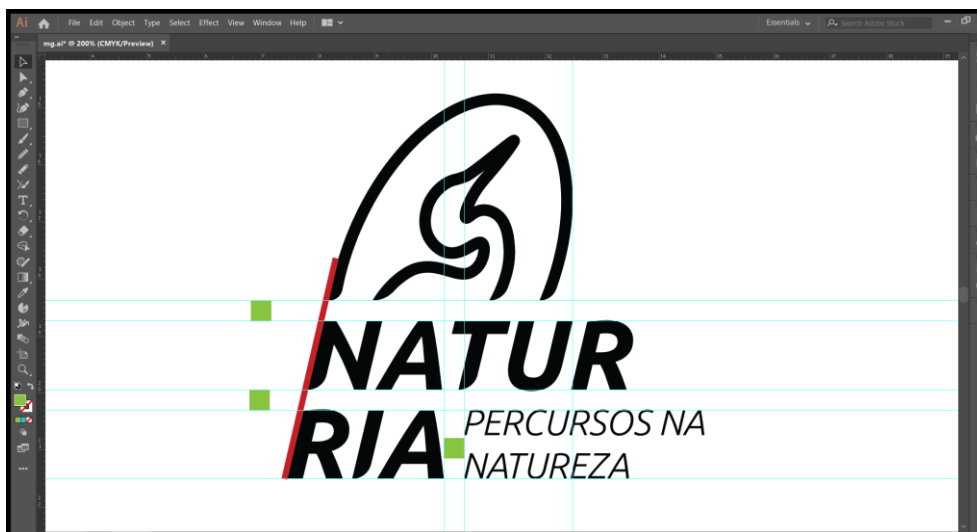 Ai File Edit Object Type Select Effect View Window Help Essentials Search Adobe Stock
mg.ai* @ 200% (CMYK/Preview) ×
NATUR
RIA PERCURSOS NA
NATUREZA